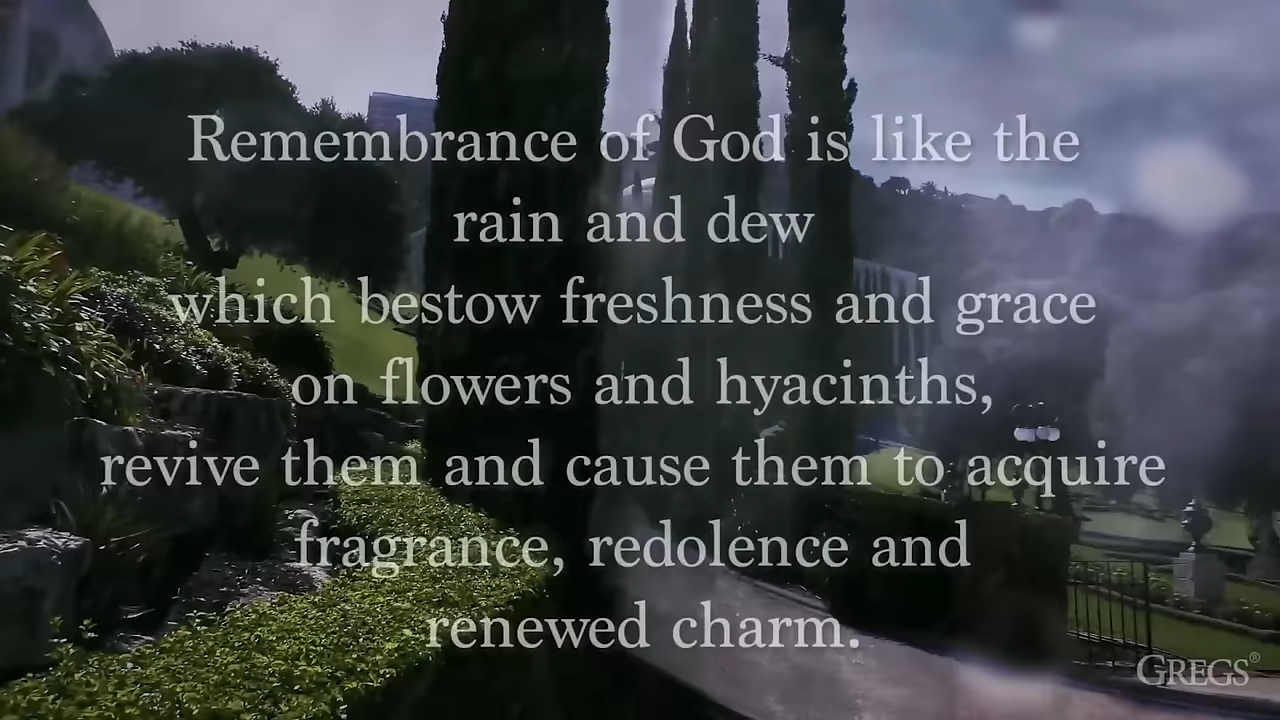 Remembrance of God is like the
rain and dew
which bestow freshness and grace
on flowers and hyacinths,
revive them and cause them to acquire
fragrance, redolence and
renewed charm.
GREGS®